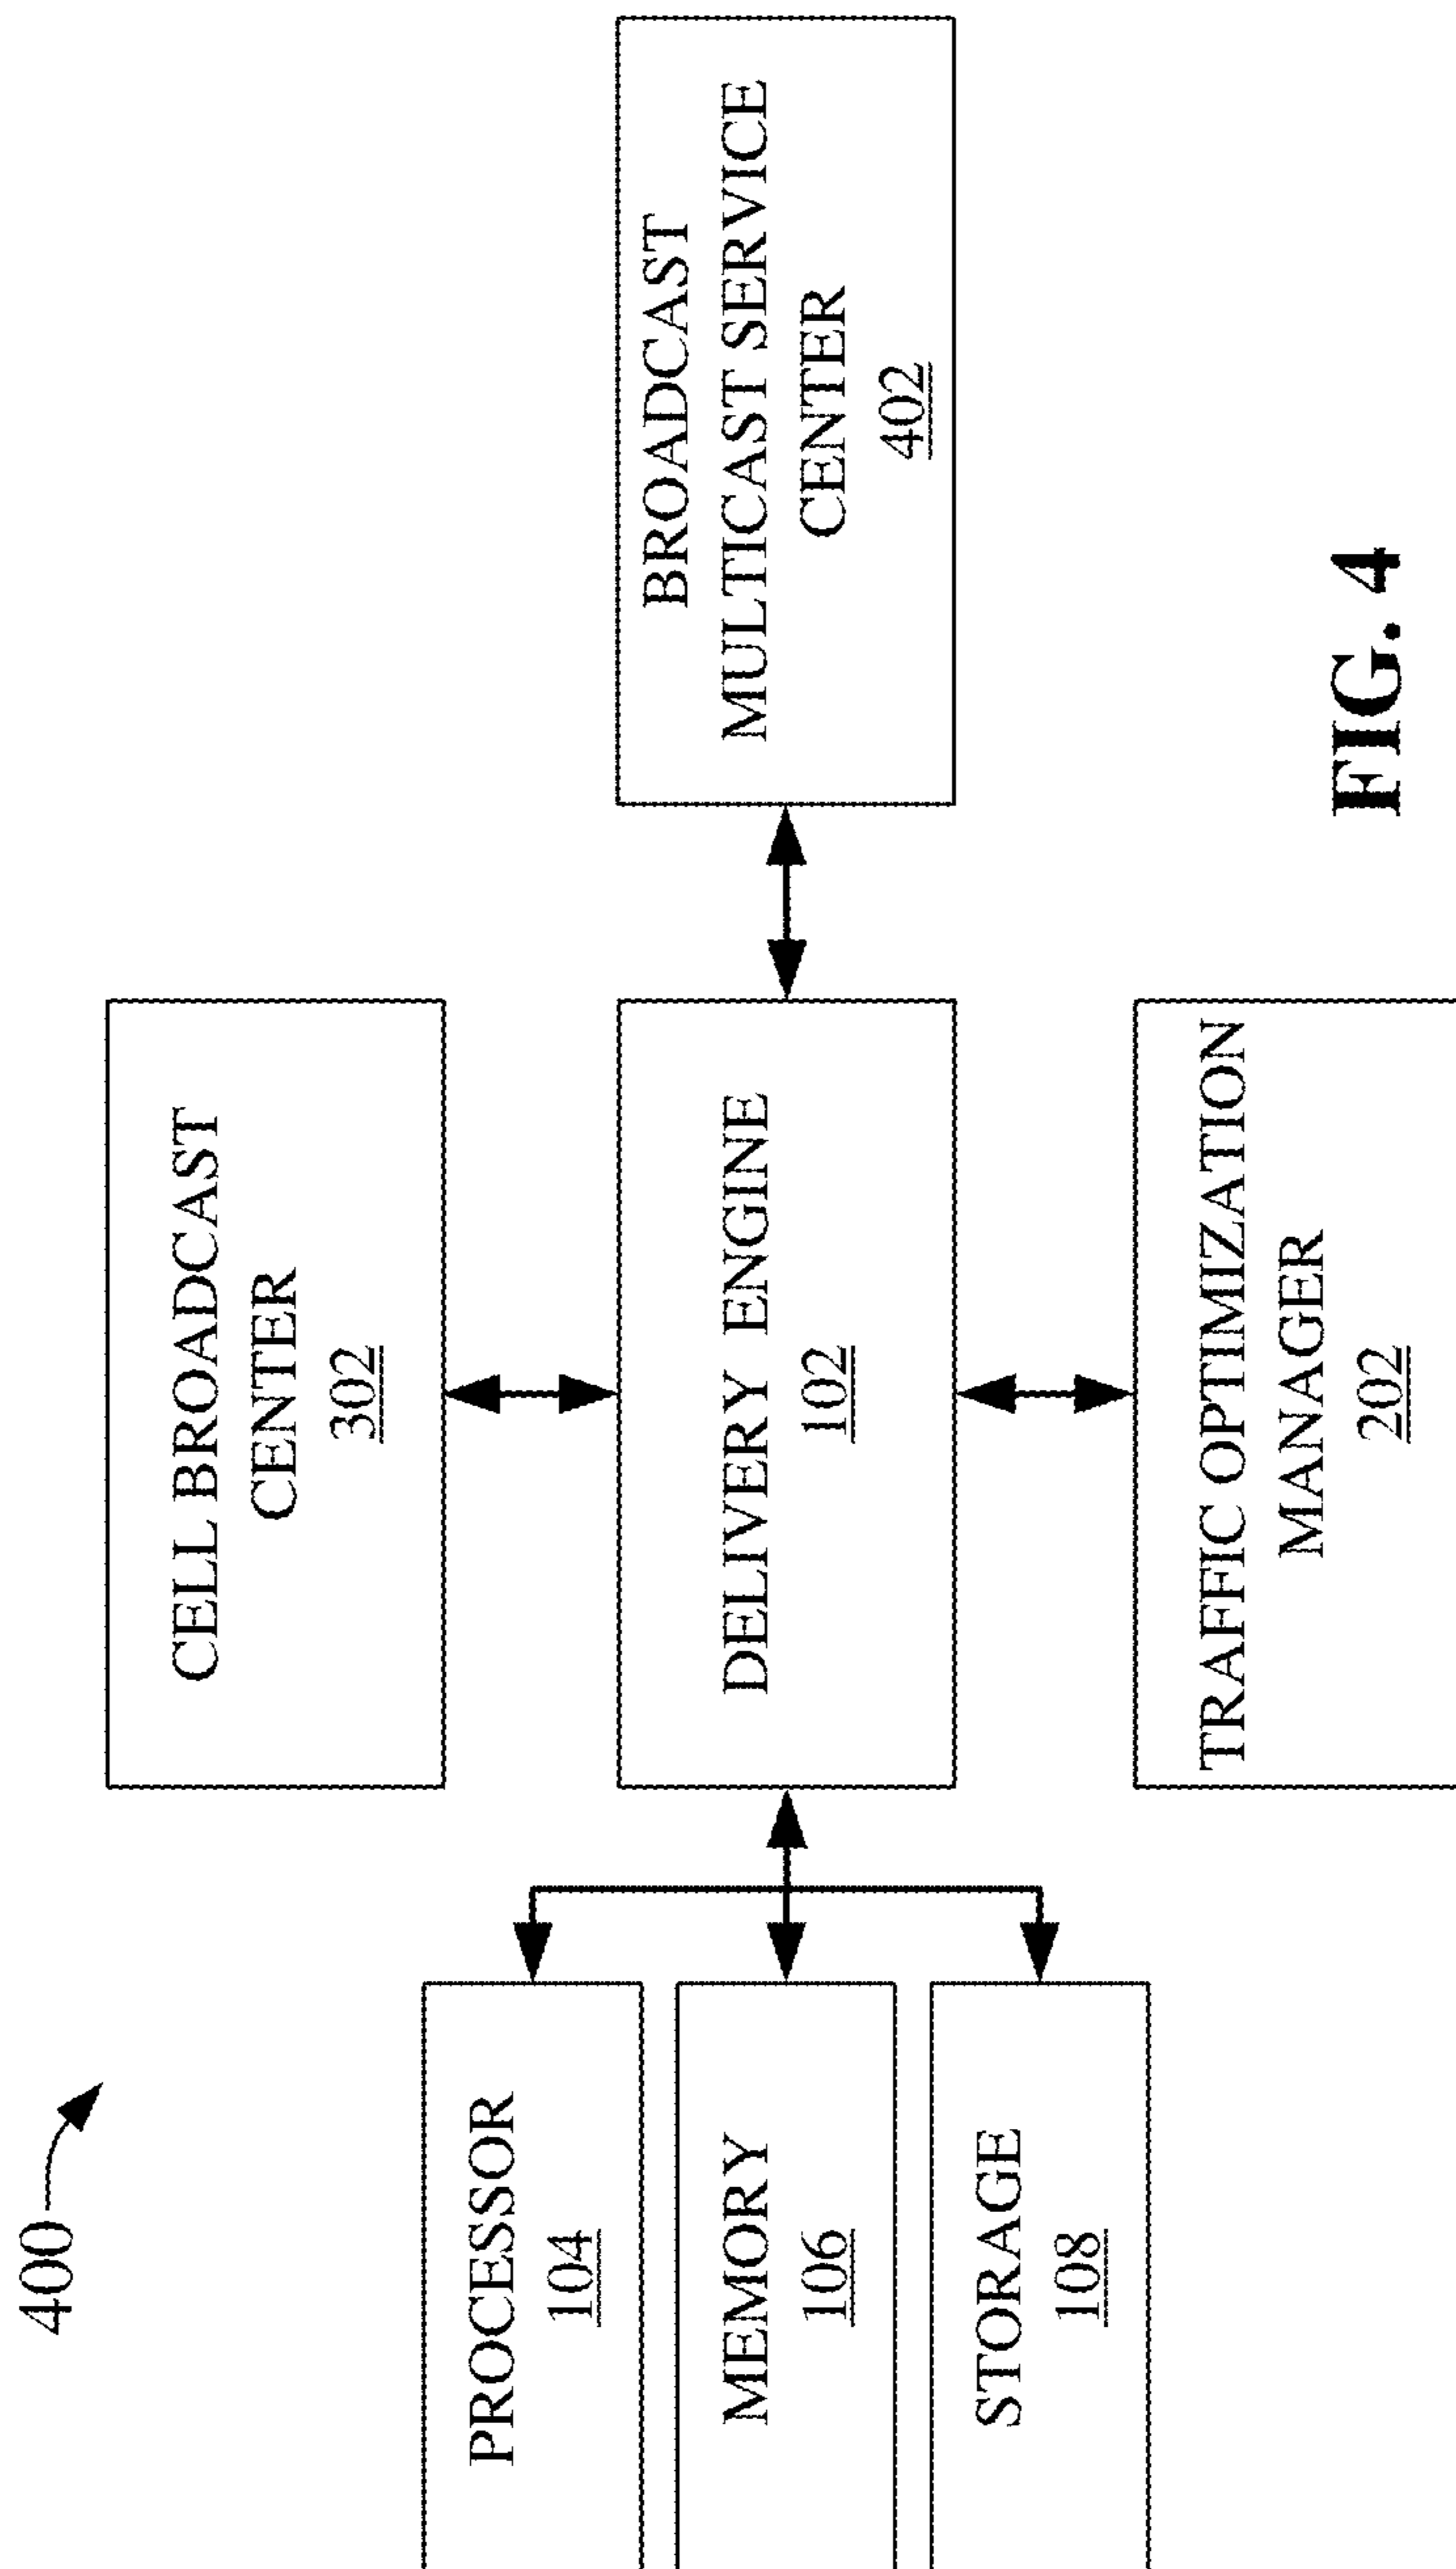 400
CELL BROADCAST
CENTER
302
PROCESSOR
104
MEMORY
106
STORAGE
108
DELIVERY ENGINE
102
BROADCAST
MULTICAST SERVICE
CENTER
402
TRAFFIC OPTIMIZATION
MANAGER
202
FIG. 4